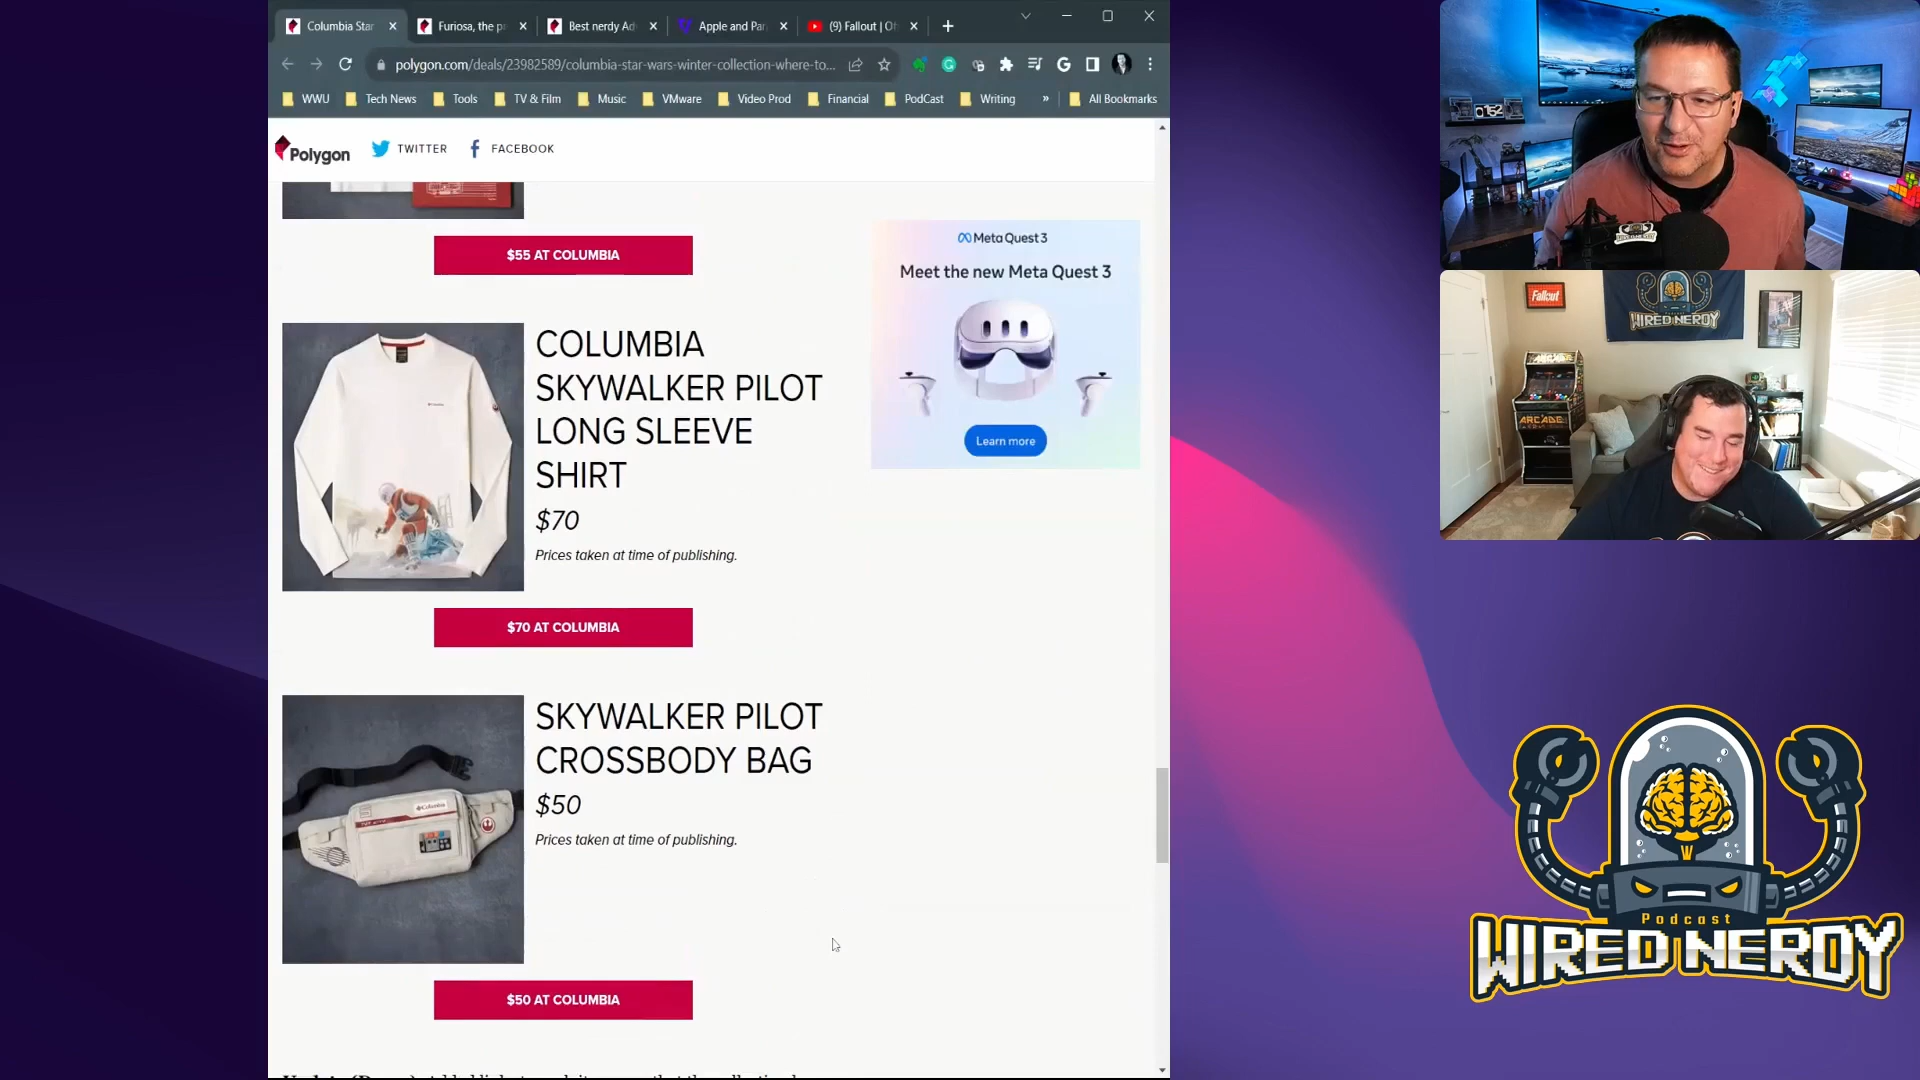 Columbia Star
Furiosa, the p
Best nerdy Ad
Apple and Par
(9) Fallout | O
polygon.com/deals/23982589/columbia-star-wars-winter-collection-where-to...
WWU
Tech News
Tools
TV & Film
Music
VMware
Video Prod
Financial
PodCast
Writing
»
All Bookmarks
Polygon
TWITTER
FACEBOOK
$55 AT COLUMBIA
COLUMBIA
SKYWALKER PILOT
LONG SLEEVE
SHIRT
$70
Prices taken at time of publishing.
$70 AT COLUMBIA
SKYWALKER PILOT
CROSSBODY BAG
$50
Prices taken at time of publishing.
$50 AT COLUMBIA
Meta Quest 3
Meet the new Meta Quest 3
Learn more
Columbia
Fallout
WIRED NERDY
ARCADE
Podcast
WIRED NERDY